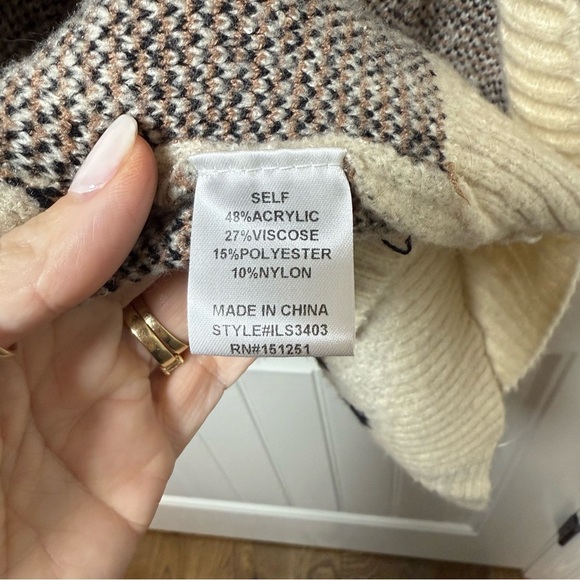 SELF
48%ACRYLIC
27%VISCOSE
15%POLYESTER
10%NYLON
MADE IN CHINA
STYLE#ILS3403
RN#151251